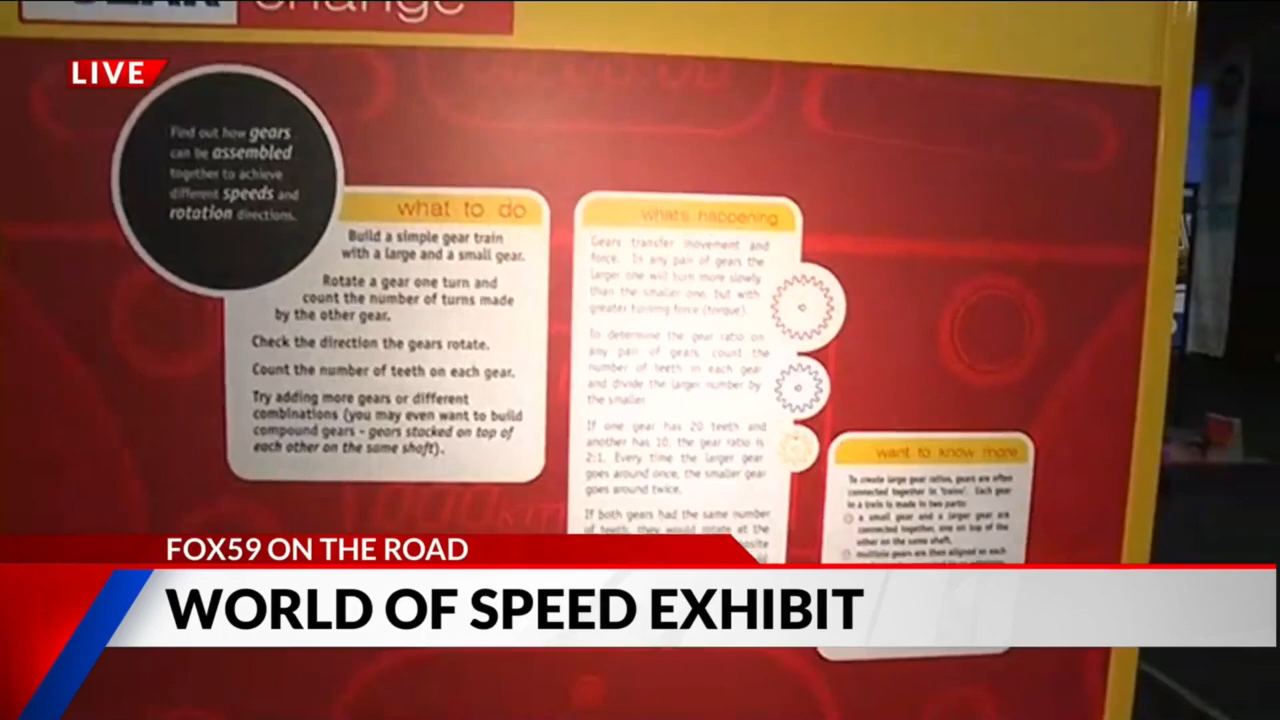 change
LIVE
Find out how gears
can be assembled
together to achieve
different speeds and
rotation directions.
what to do
Build a simple gear train
with a large and a small gear.
Rotate a gear one turn and
count the number of turns made
by the other gear.
Check the direction the gears rotate.
Count the number of teeth on each gear.
Try adding more gears or different
combinations (you may even want to build
compound gears - gears stacked on top of
each other on the same shaft).
whats happening
Gears transfer movement and
force. In any pair of gears the
larger one will turn more slowly
than the smaller one, but with
greater turning force (torque).
To determine the gear ratio on
any pair of gears, count the
number of teeth in each gear
and divide the larger number by
the smaller.
If one gear has 20 teeth and
another has 10, the gear ratio is
2:1. Every time the larger gear
goes around once, the smaller gear
goes around twice.
If both gears had the same number
of teeth, they would rotate at the
want to know more
To create large gear ratios, gears are often
connected together in 'trains'. Each gear
in a train is made in two parts:
a small gear and a larger gear are
connected together, one on top of the
other on the same shaft.
multiple gears are then aligned so each
FOX59 ON THE ROAD
WORLD OF SPEED EXHIBIT